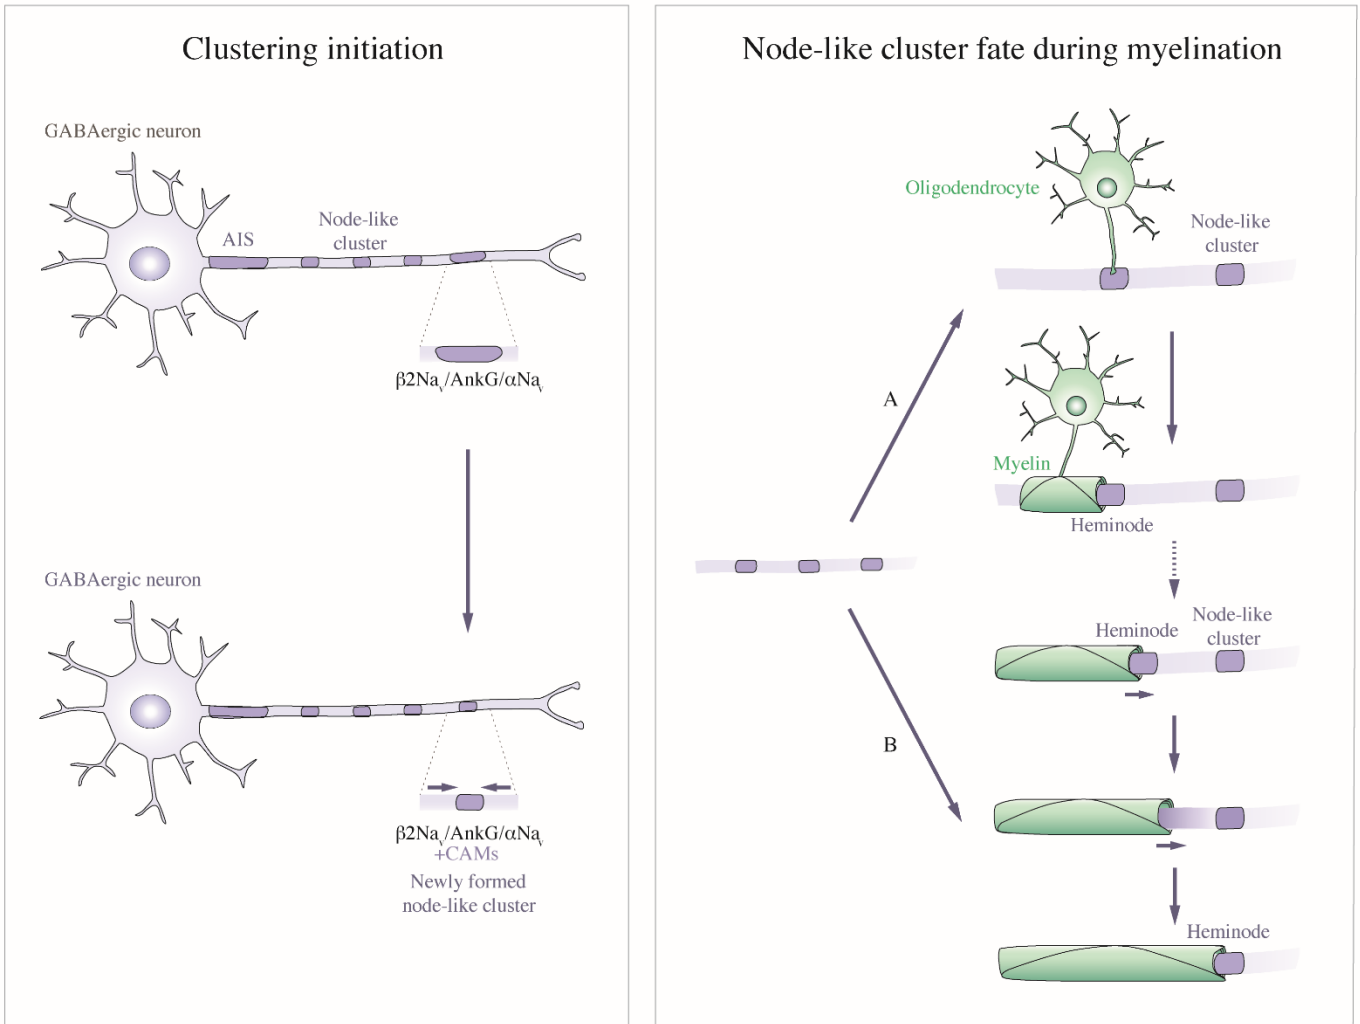 Clustering initiation
GABAergic neuron
AIS
Node-like
cluster
β2Naᵥ/AnkG/αNaᵥ
GABAergic neuron
β2Naᵥ/AnkG/αNaᵥ
+CAMs
Newly formed
node-like cluster
Node-like cluster fate during myelination
Oligodendrocyte
Node-like
cluster
A
Myelin
Heminode
Heminode
Node-like
cluster
B
Heminode